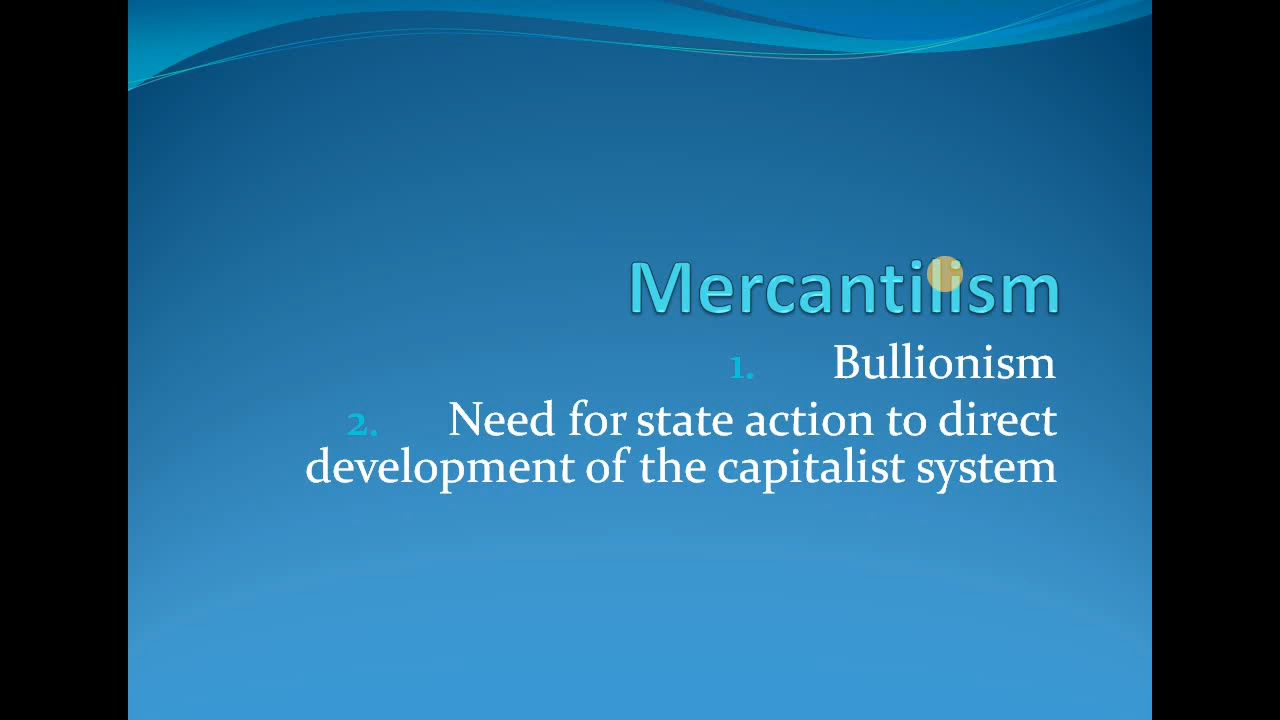 Mercantilism
1. Bullionism
2. Need for state action to direct
development of the capitalist system